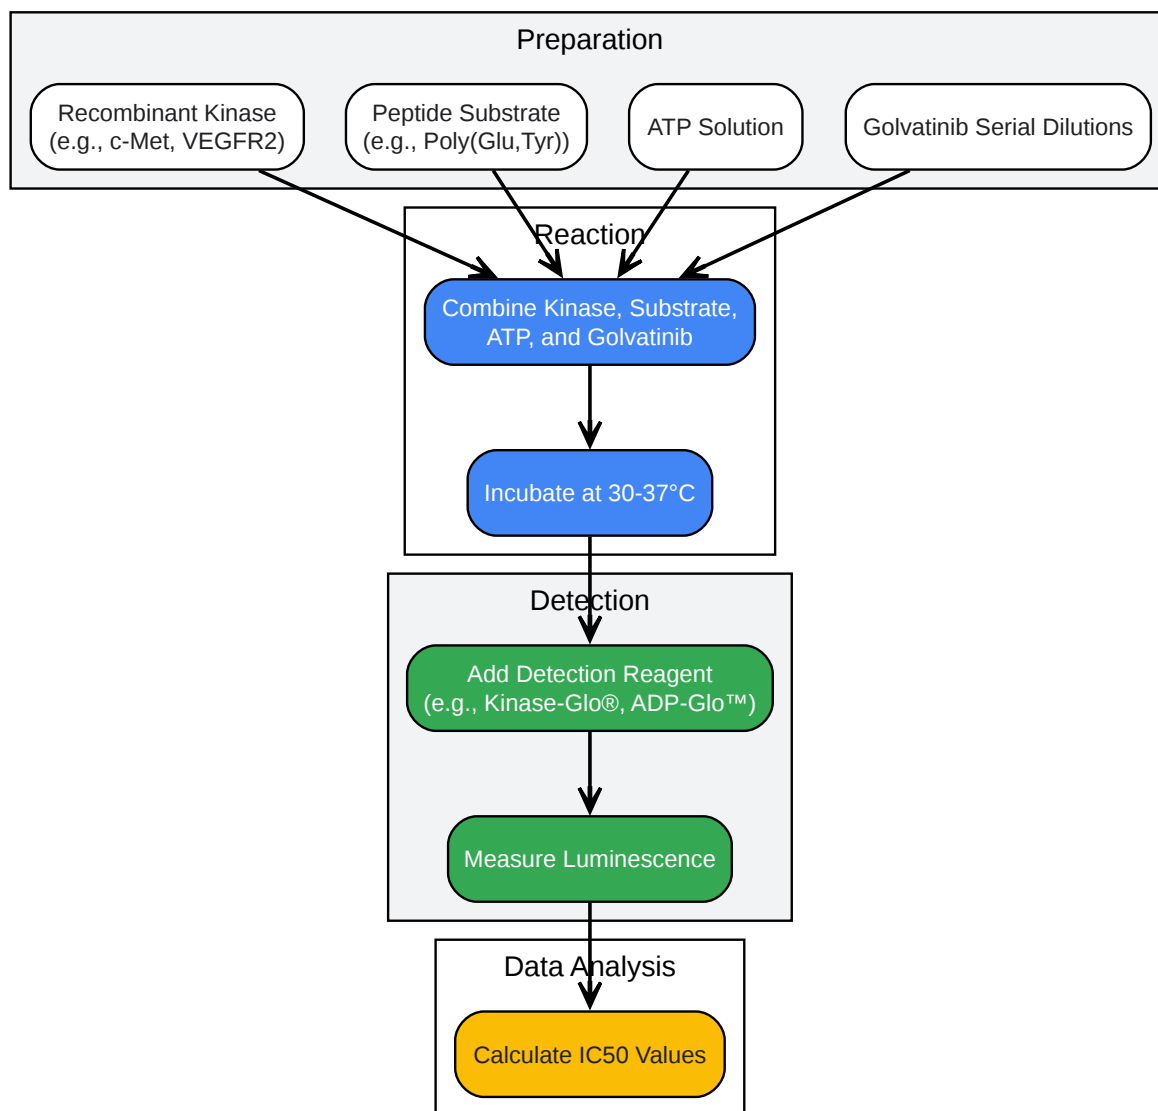 Preparation
Recombinant Kinase
(e.g., c-Met, VEGFR2)
Peptide Substrate
(e.g., Poly(Glu,Tyr))
ATP Solution
Golvatinib Serial Dilutions
Reaction
Combine Kinase, Substrate,
ATP, and Golvatinib
Incubate at 30-37°C
Detection
Add Detection Reagent
(e.g., Kinase-Glo®, ADP-Glo™)
Measure Luminescence
Data Analysis
Calculate IC50 Values